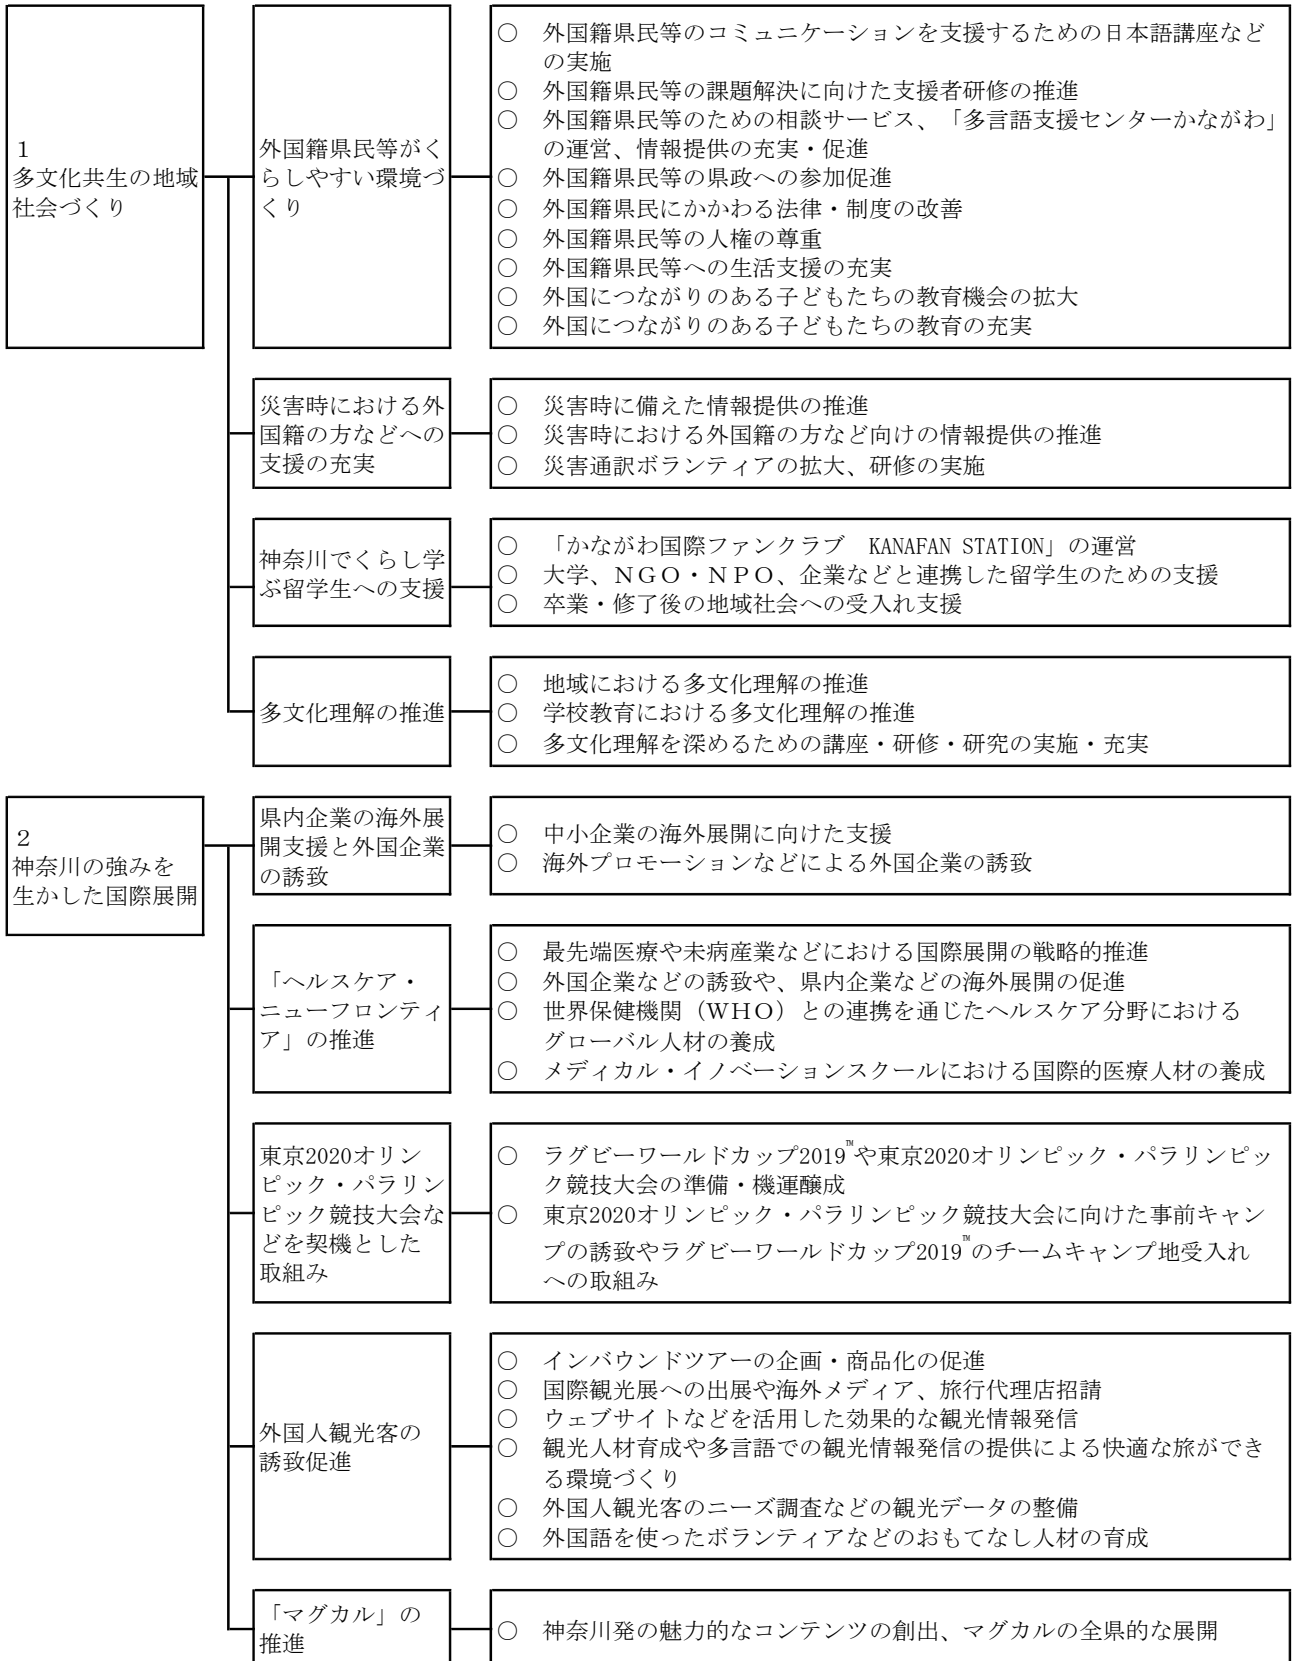 1
多文化共生の地域
社会づくり
外国籍県民等がく
らしやすい環境づ
くり
○　外国籍県民等のコミュニケーションを支援するための日本語講座など
の実施
○　外国籍県民等の課題解決に向けた支援者研修の推進
○　外国籍県民等のための相談サービス、「多言語支援センターかながわ」
の運営、情報提供の充実・促進
○　外国籍県民等の県政への参加促進
○　外国籍県民にかかわる法律・制度の改善
○　外国籍県民等の人権の尊重
○　外国籍県民等への生活支援の充実
○　外国につながりのある子どもたちの教育機会の拡大
○　外国につながりのある子どもたちの教育の充実
災害時における外
国籍の方などへの
支援の充実
○　災害時に備えた情報提供の推進
○　災害時における外国籍の方など向けの情報提供の推進
○　災害通訳ボランティアの拡大、研修の実施
神奈川でくらし学
ぶ留学生への支援
○　「かながわ国際ファンクラブ　KANAFAN STATION」の運営
○　大学、ＮＧＯ・ＮＰＯ、企業などと連携した留学生のための支援
○　卒業・修了後の地域社会への受入れ支援
多文化理解の推進
○　地域における多文化理解の推進
○　学校教育における多文化理解の推進
○　多文化理解を深めるための講座・研修・研究の実施・充実
2
神奈川の強みを
生かした国際展開
県内企業の海外展
開支援と外国企業
の誘致
○　中小企業の海外展開に向けた支援
○　海外プロモーションなどによる外国企業の誘致
「ヘルスケア・
ニューフロンティ
ア」の推進
○　最先端医療や未病産業などにおける国際展開の戦略的推進
○　外国企業などの誘致や、県内企業などの海外展開の促進
○　世界保健機関（ＷＨＯ）との連携を通じたヘルスケア分野における
グローバル人材の養成
○　メディカル・イノベーションスクールにおける国際的医療人材の養成
東京2020オリン
ピック・パラリン
ピック競技大会な
どを契機とした
取組み
○　ラグビーワールドカップ2019™や東京2020オリンピック・パラリンピッ
ク競技大会の準備・機運醸成
○　東京2020オリンピック・パラリンピック競技大会に向けた事前キャン
プの誘致やラグビーワールドカップ2019™のチームキャンプ地受入れ
への取組み
外国人観光客の
誘致促進
○　インバウンドツアーの企画・商品化の促進
○　国際観光展への出展や海外メディア、旅行代理店招請
○　ウェブサイトなどを活用した効果的な観光情報発信
○　観光人材育成や多言語での観光情報発信の提供による快適な旅ができ
る環境づくり
○　外国人観光客のニーズ調査などの観光データの整備
○　外国語を使ったボランティアなどのおもてなし人材の育成
「マグカル」の
推進
○　神奈川発の魅力的なコンテンツの創出、マグカルの全県的な展開